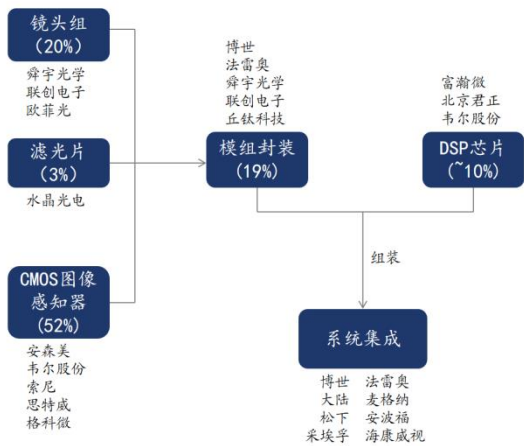 镜头组
(20%)
舜宇光学
联创电子
欧菲光
滤光片
(3%)
水晶光电
CMOS图像
感知器
(52%)
安森美
韦尔股份
索尼
思特威
格科微
博世
法雷奥
舜宇光学
联创电子
丘钛科技
模组封装
(19%)
富瀚微
北京君正
韦尔股份
DSP芯片
(~10%)
组装
系统集成
博世 法雷奥
大陆 麦格纳
松下 安波福
采埃孚 海康威视